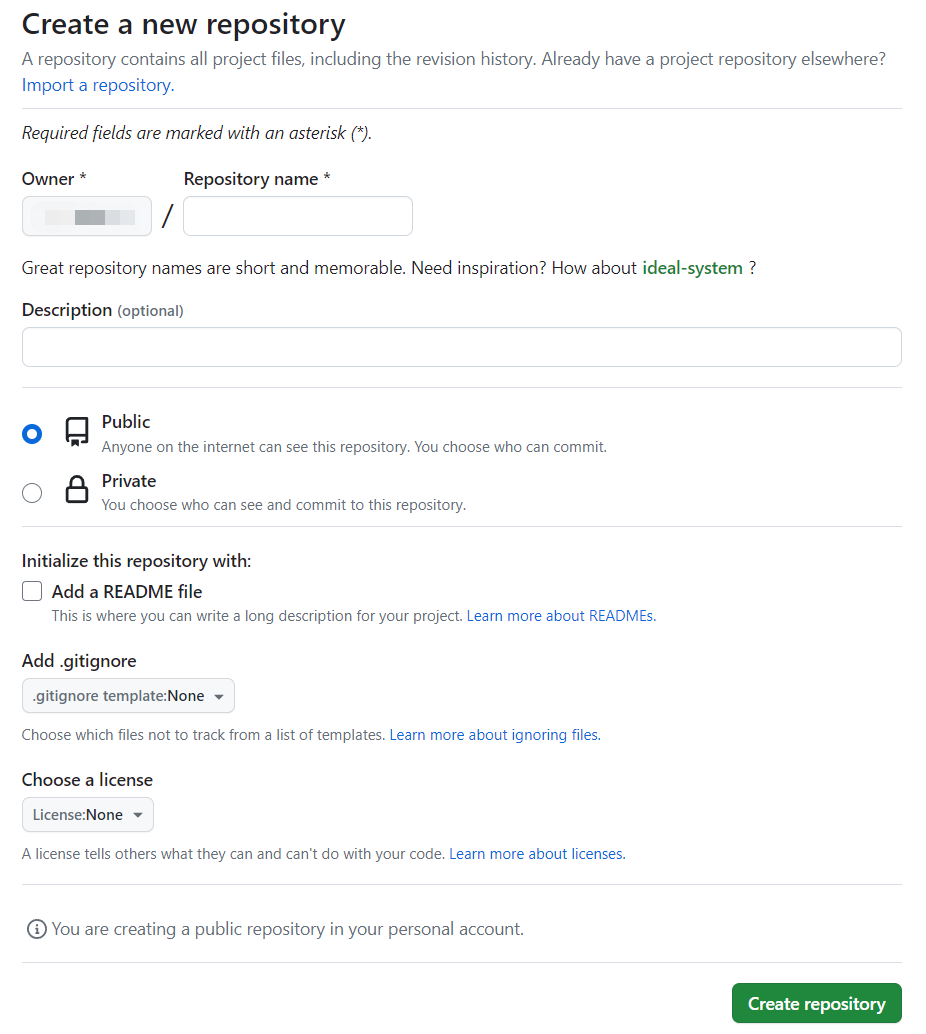 Create a new repository
A repository contains all project files, including the revision history. Already have a project repository elsewhere?
Import a repository.
Required fields are marked with an asterisk (*).
Owner * Repository name *
/
Great repository names are short and memorable. Need inspiration? How about ideal-system ?
Description (optional)
Public
Anyone on the internet can see this repository. You choose who can commit.
Private
You choose who can see and commit to this repository.
Initialize this repository with:
Add a README file
This is where you can write a long description for your project. Learn more about READMEs.
Add .gitignore
.gitignore template:None
Choose which files not to track from a list of templates. Learn more about ignoring files.
Choose a license
License:None
A license tells others what they can and can't do with your code. Learn more about licenses.
You are creating a public repository in your personal account.
Create repository